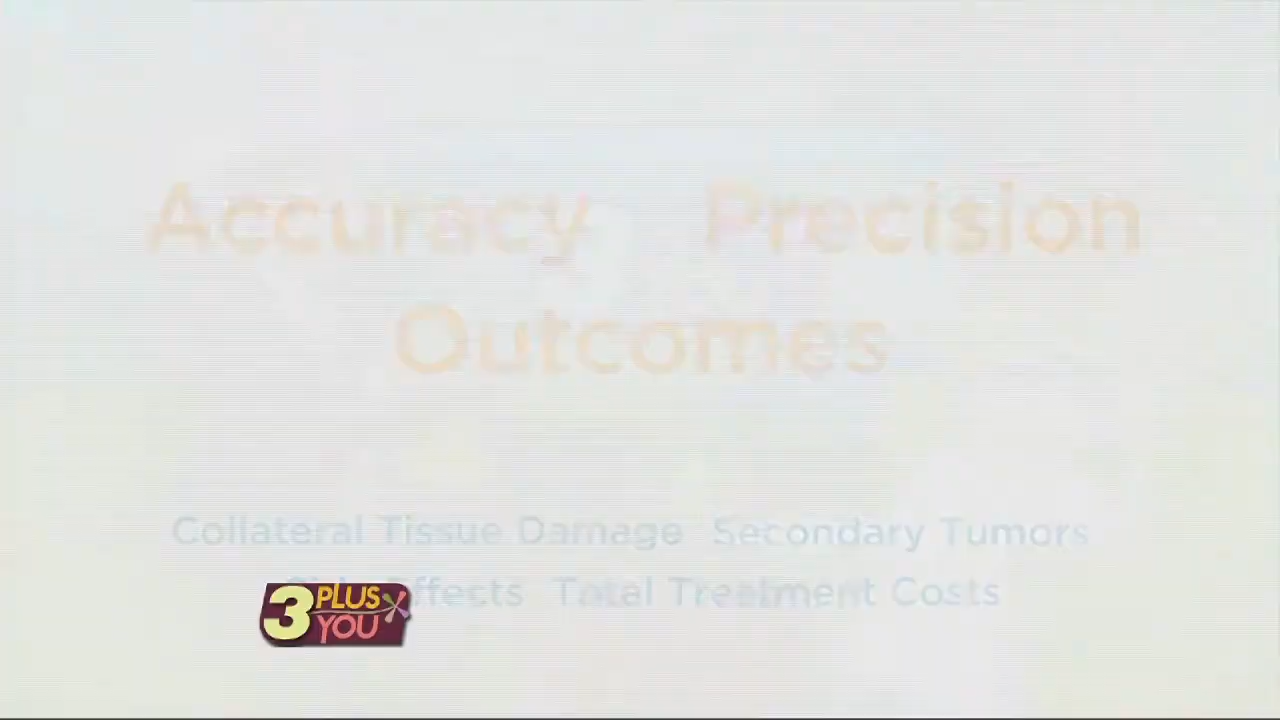 Accuracy Precision
Outcomes
Collateral Tissue Damage Secondary Tumors
Effects Total Treatment Costs
3 PLUS
YOU